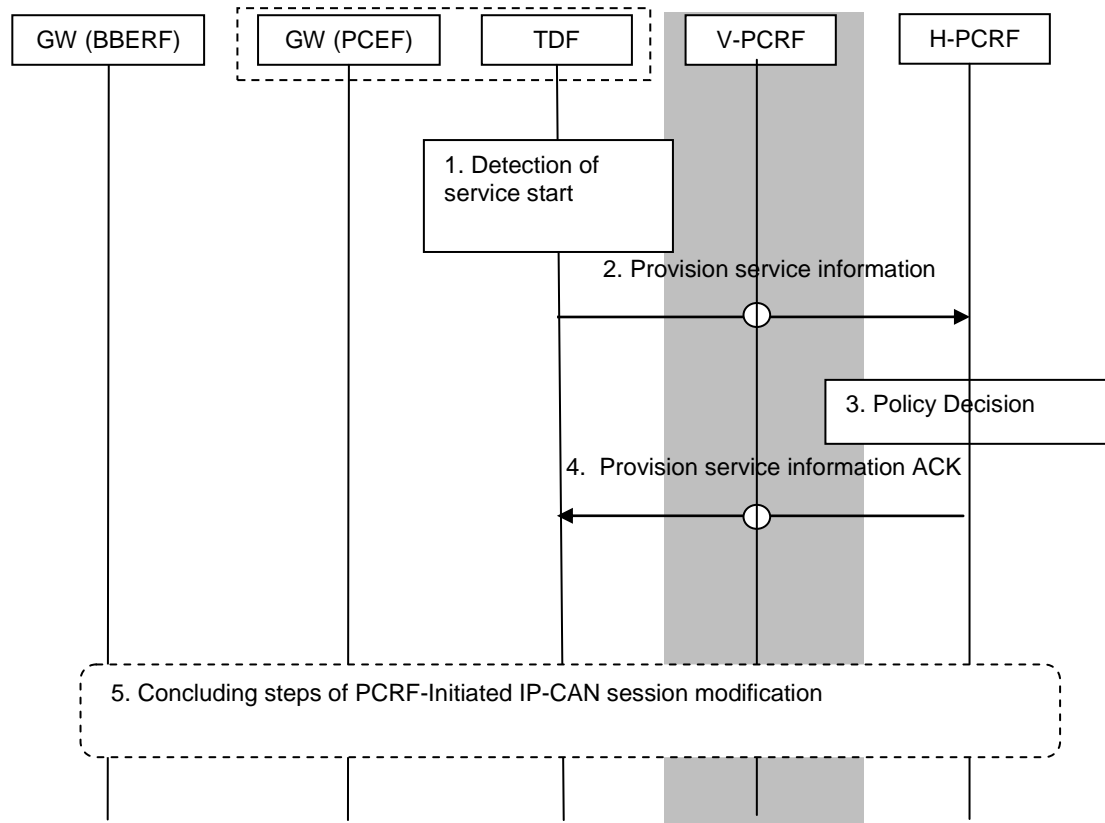 GW (BBERF)
GW (PCEF)
TDF
V-PCRF
H-PCRF
1. Detection of
service start
2. Provision service information
3. Policy Decision
4. Provision service information ACK
5. Concluding steps of PCRF-Initiated IP-CAN session modification